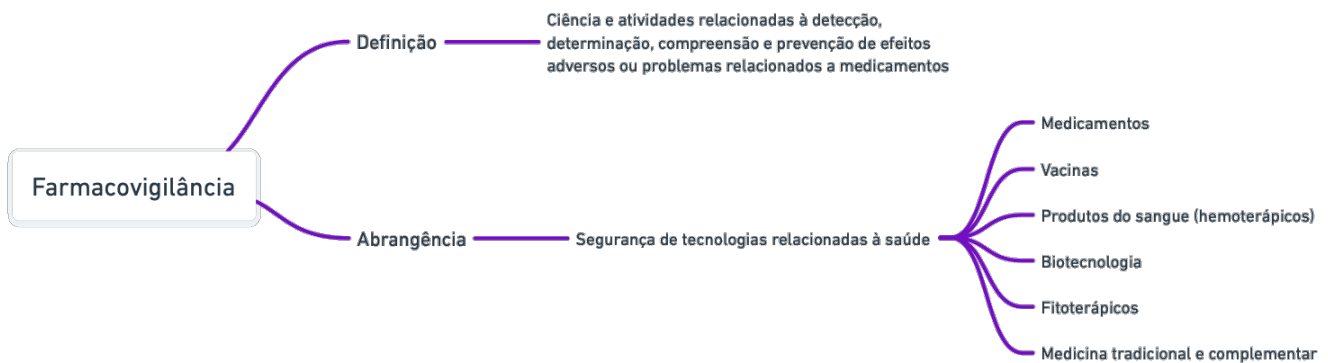 Farmacovigilância
Definição
Ciência e atividades relacionadas à detecção,
determinação, compreensão e prevenção de efeitos
adversos ou problemas relacionados a medicamentos
Abrangência
Segurança de tecnologias relacionadas à saúde
Medicamentos
Vacinas
Produtos do sangue (hemoterápicos)
Biotecnologia
Fitoterápicos
Medicina tradicional e complementar